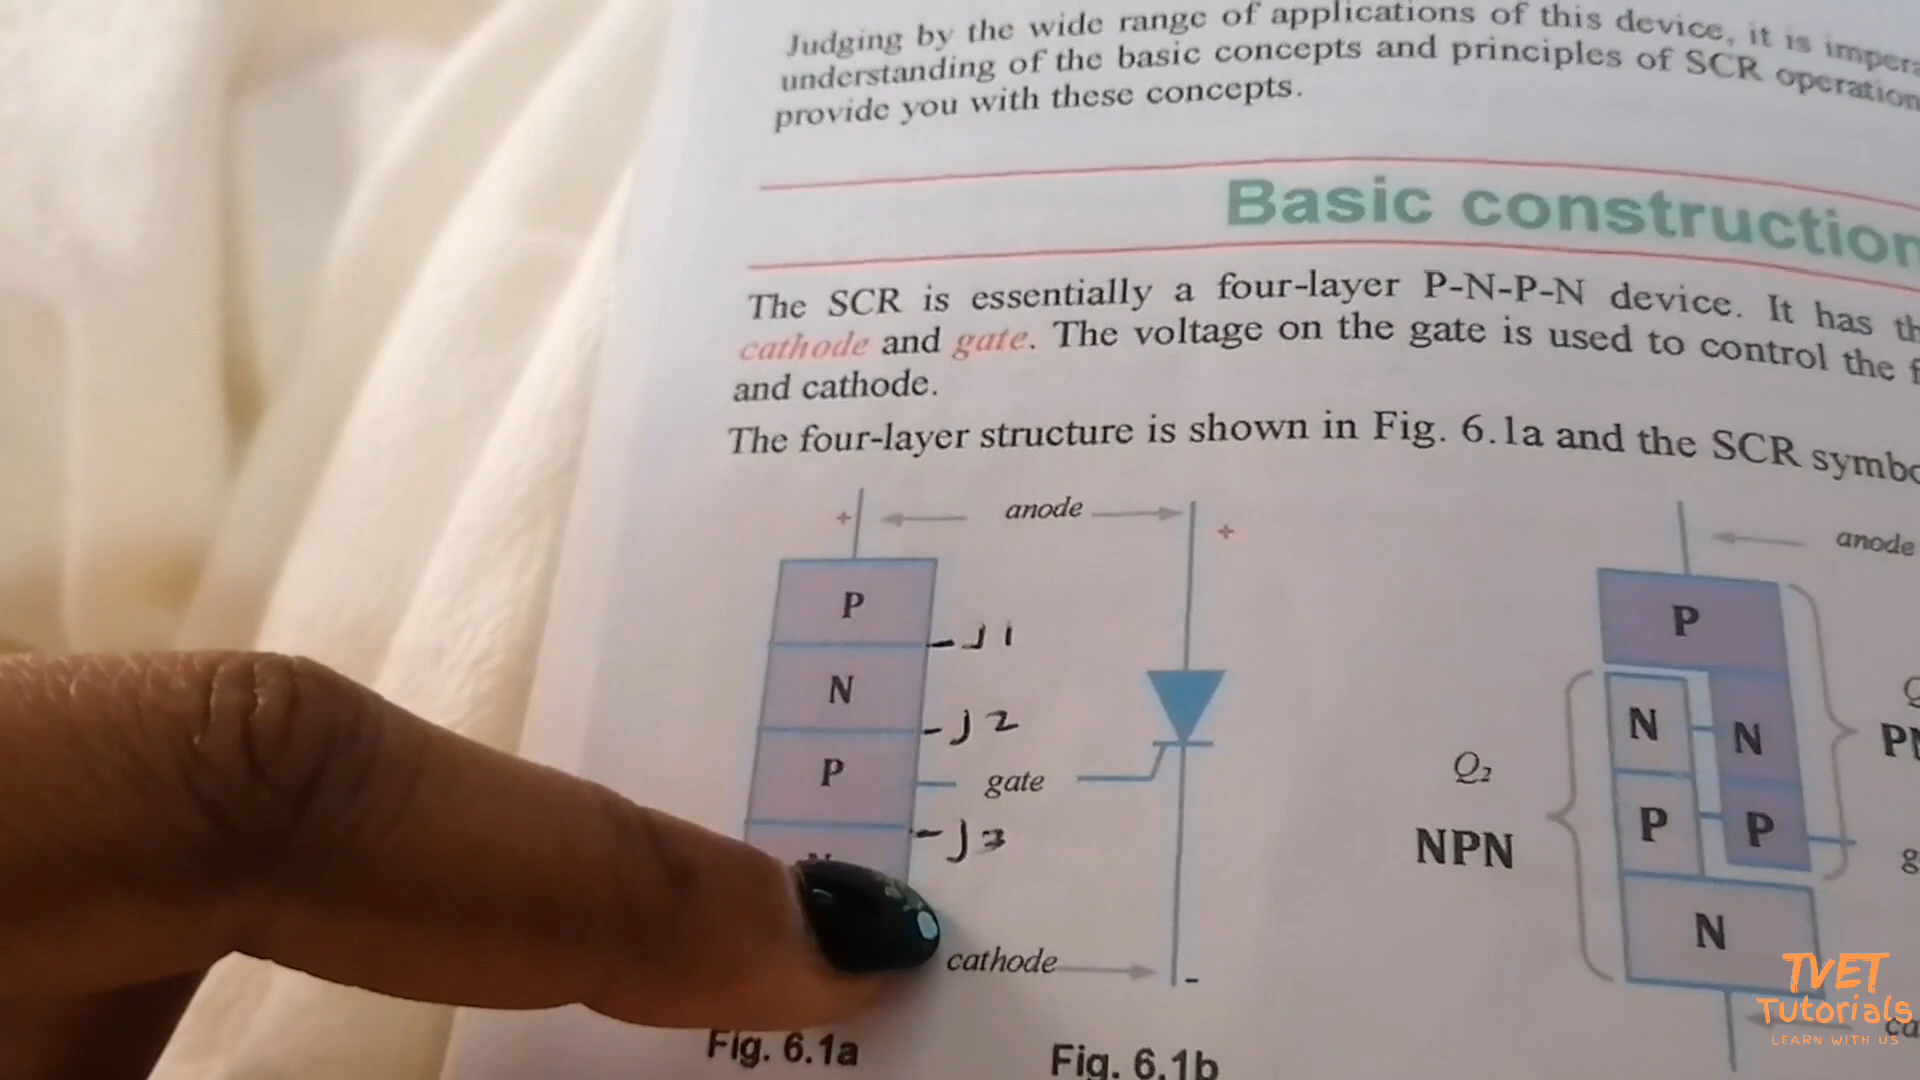 Judging by the wide range of applications of this device, it is
understanding of the basic concepts and principles of SCR operation
provide you with these concepts.
Basic construction
The SCR is essentially a four-layer P-N-P-N device. It has
cathode and gate. The voltage on the gate is used to control the
and cathode.
The four-layer structure is shown in Fig. 6.1a and the SCR
+ anode +
anode
P
J1
N
J2
P
gate
J3
cathode
-
Fig. 6.1a
Fig. 6.1b
P
N
N
Q2
NPN
P
P
N
TVET
Tutorials
LEARN WITH US